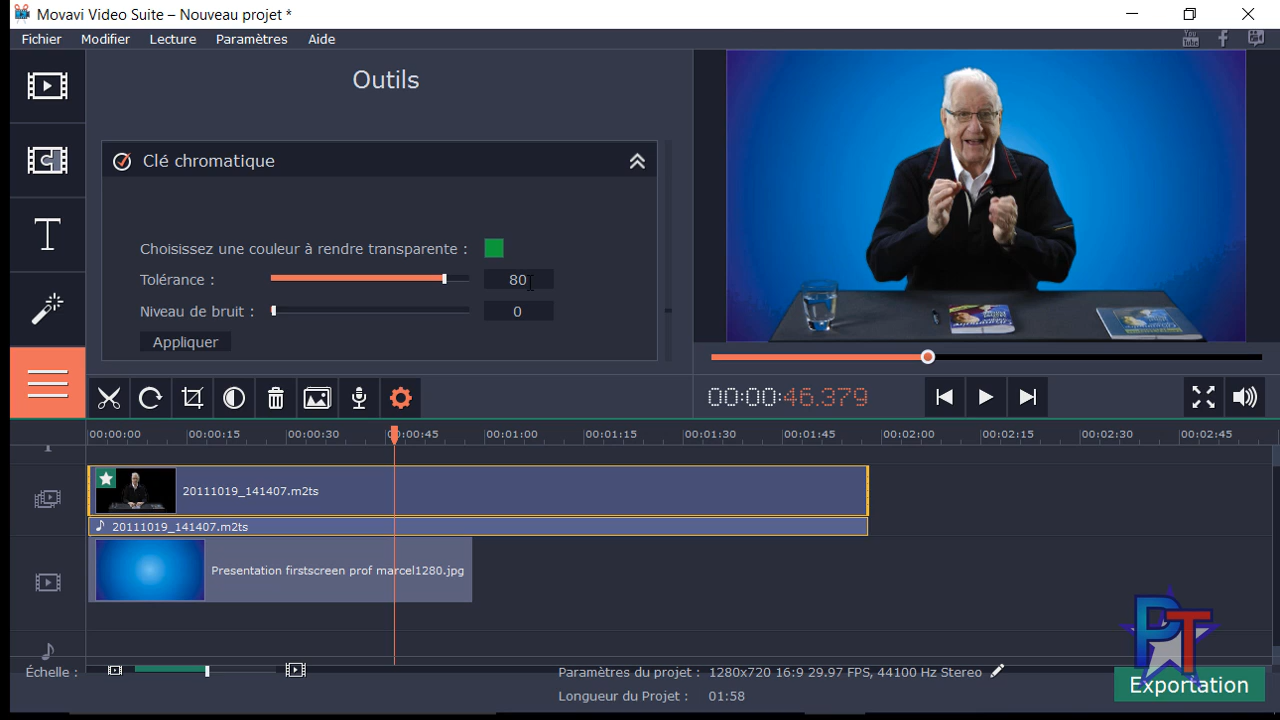 Movavi Video Suite – Nouveau projet *
Fichier Modifier Lecture Paramètres Aide
You Tube f
Outils
Clé chromatique
Choisissez une couleur à rendre transparente :
Tolérance : 80
Niveau de bruit : 0
Appliquer
00:00:46.379
00:00:00 00:00:15 00:00:30 00:00:45 00:01:00 00:01:15 00:01:30 00:01:45 00:02:00 00:02:15 00:02:30 00:02:45
20111019_141407.m2ts
20111019_141407.m2ts
Presentation firstscreen prof marcel1280.jpg
PT
Échelle :
Paramètres du projet : 1280x720 16:9 29.97 FPS, 44100 Hz Stereo
Longueur du Projet : 01:58
Exportation